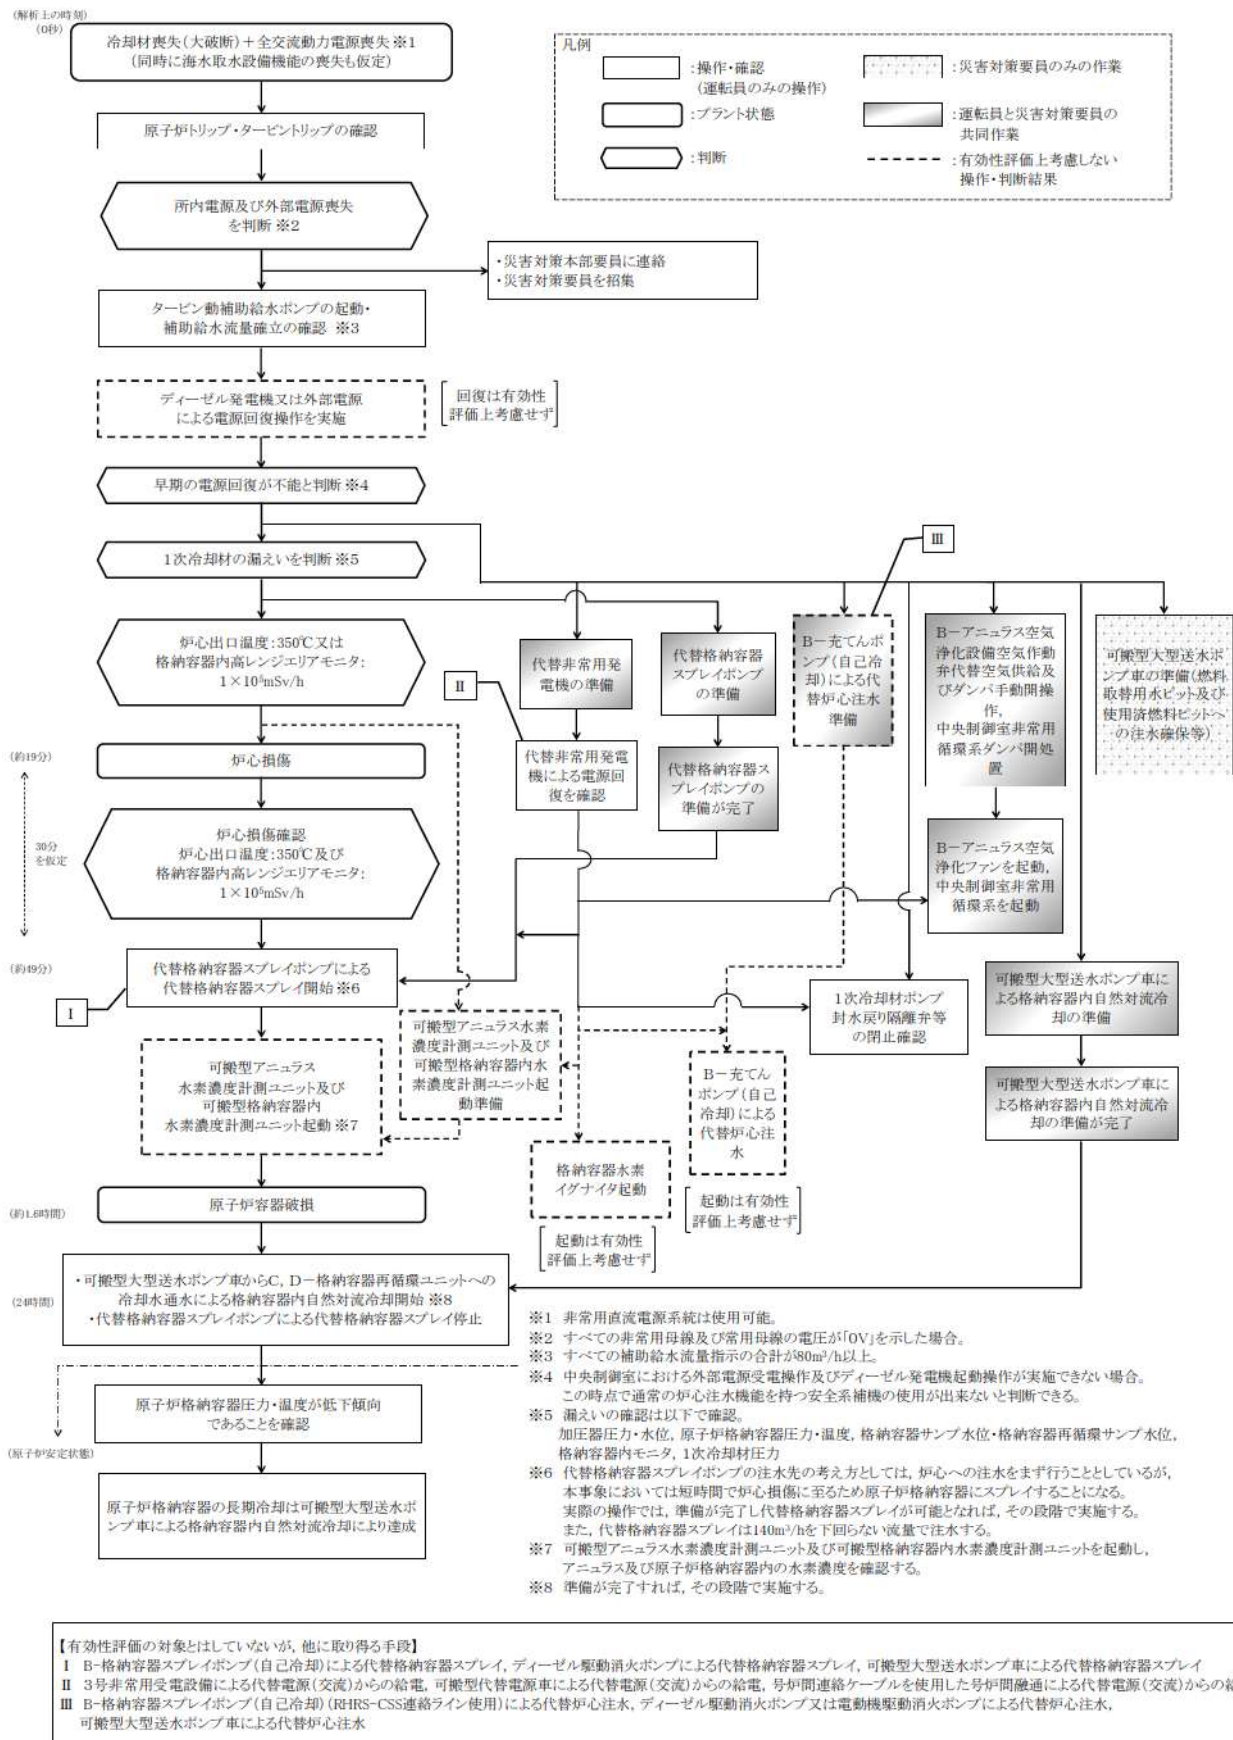 (解析上の時刻)
(0秒)
冷却材喪失(大破断)+全交流動力電源喪失※1
(同時に海水取水設備機能の喪失も仮定)
凡例
:操作・確認
(運転員のみの操作)
:災害対策要員のみの作業
:プラント状態
:運転員と災害対策要員の
共同作業
:判断
:有効性評価上考慮しない
操作・判断結果
原子炉トリップ・タービントリップの確認
所内電源及び外部電源喪失
を判断※2
・災害対策本部要員に連絡
・災害対策要員を招集
タービン動補助給水ポンプの起動・
補助給水流量確立の確認 ※3
ディーゼル発電機又は外部電源
による電源回復操作を実施
回復は有効性
評価上考慮せず
早期の電源回復が不能と判断※4
1次冷却材の漏えいを判断※5
Ⅲ
炉心出口温度:350℃又は
格納容器内高レンジエリアモニタ:
1×10⁵mSv/h
Ⅱ
代替非常用発
電機の準備
代替格納容器
スプレイポンプ
の準備
B-充てんポ
ンプ(自己冷
却)による代
替炉心注水
準備
B-アニュラス空気
浄化設備空気作動
弁代替空気供給及
びダンパ手動開操
作,
中央制御室非常用
循環系ダンパ開処
置
可搬型大型送水ポ
ンプ車の準備(燃料
取替用水ピット及び
使用済燃料ピットへ
の注水確保等)
(約19分)
炉心損傷
代替非常用発電
機による電源回
復を確認
代替格納容器ス
プレイポンプの
準備が完了
30分
を仮定
炉心損傷確認
炉心出口温度:350℃及び
格納容器内高レンジエリアモニタ:
1×10⁵mSv/h
B-アニュラス空気
浄化ファンを起動,
中央制御室非常用
循環系を起動
(約49分)
代替格納容器スプレイポンプによる
代替格納容器スプレイ開始※6
Ⅰ
1次冷却材ポンプ
封水戻り隔離弁等
の閉止確認
可搬型大型送水ポンプ車に
よる格納容器内自然対流冷
却の準備
可搬型アニュラス水素
濃度計測ユニット及び
可搬型格納容器内水
素濃度計測ユニット起
動準備
可搬型アニュラス
水素濃度計測ユニット及び
可搬型格納容器内
水素濃度計測ユニット起動※7
B-充てん
ポンプ(自己
冷却)による
代替炉心注
水
可搬型大型送水ポンプ車に
よる格納容器内自然対流冷
却の準備が完了
格納容器水素
イグナイタ起動
起動は有効性
評価上考慮せず
起動は有効性
評価上考慮せず
(約1.6時間)
原子炉容器破損
(24時間)
・可搬型大型送水ポンプ車からC,D-格納容器再循環ユニットへの
冷却水通水による格納容器内自然対流冷却開始※8
・代替格納容器スプレイポンプによる代替格納容器スプレイ停止
原子炉格納容器圧力・温度が低下傾向
であることを確認
(原子炉安定状態)
原子炉格納容器の長期冷却は可搬型大型送水ポ
ンプ車による格納容器内自然対流冷却により達成
※1 非常用直流電源系統は使用可能。
※2 すべての非常用母線及び常用母線の電圧が「0V」を示した場合。
※3 すべての補助給水流量指示の合計が80m³/h以上。
※4 中央制御室における外部電源受電操作及びディーゼル発電機起動操作が実施できない場合。
この時点で通常の炉心注水機能を持つ安全系補機の使用が出来ないと判断できる。
※5 漏えいの確認は以下で確認。
加圧器圧力・水位,原子炉格納容器圧力・温度,格納容器サンプ水位・格納容器再循環サンプ水位,
格納容器内モニタ,1次冷却材圧力
※6 代替格納容器スプレイポンプの注水先の考え方としては,炉心への注水をまず行うこととしているが,
本事象においては短時間で炉心損傷に至るため原子炉格納容器にスプレイすることになる。
実際の操作では,準備が完了し代替格納容器スプレイが可能となれば,その段階で実施する。
また,代替格納容器スプレイは140m³/hを下回らない流量で注水する。
※7 可搬型アニュラス水素濃度計測ユニット及び可搬型格納容器内水素濃度計測ユニットを起動し,
アニュラス及び原子炉格納容器内の水素濃度を確認する。
※8 準備が完了すれば,その段階で実施する。
【有効性評価の対象とはしていないが,他に取り得る手段】
Ⅰ B-格納容器スプレイポンプ(自己冷却)による代替格納容器スプレイ,ディーゼル駆動消火ポンプによる代替格納容器スプレイ,可搬型大型送水ポンプ車による代替格納容器スプレイ
Ⅱ 3号非常用受電設備による代替電源(交流)からの給電,可搬型代替電源車による代替電源(交流)からの給電,号炉間連絡ケーブルを使用した号炉間融通による代替電源(交流)からの給
Ⅲ B-格納容器スプレイポンプ(自己冷却)(RHRS-CSS連絡ライン使用)による代替炉心注水,ディーゼル駆動消火ポンプ又は電動機駆動消火ポンプによる代替炉心注水,
可搬型大型送水ポンプ車による代替炉心注水